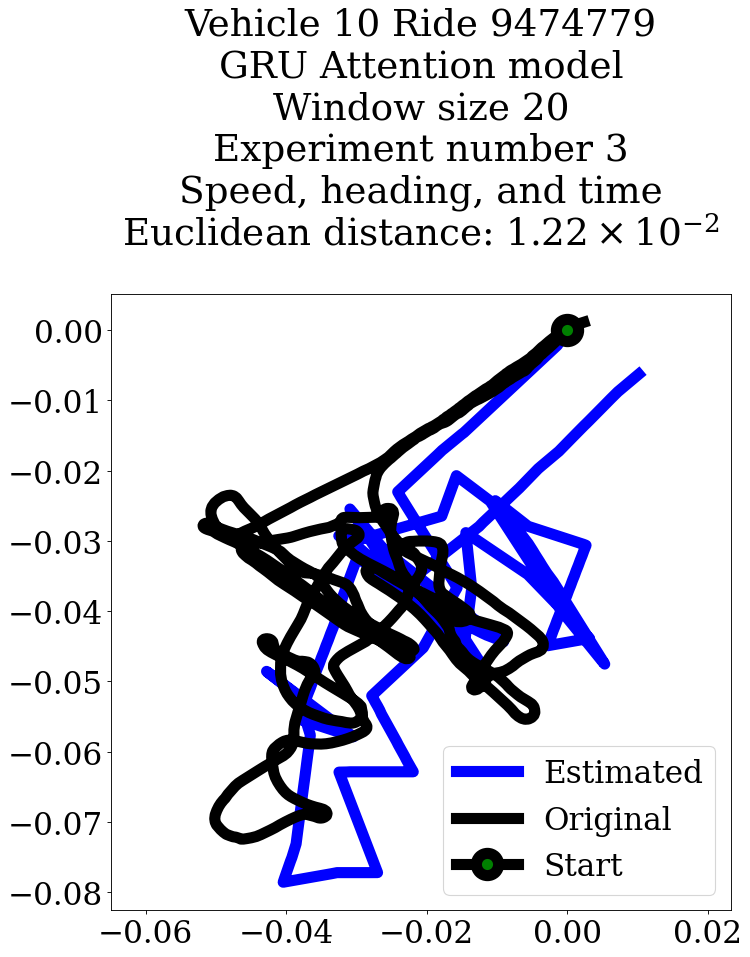 Vehicle 10 Ride 9474779
GRU Attention model
Window size 20
Experiment number 3
Speed, heading, and time
Euclidean distance: 1.22 × 10⁻²
0.00
−0.01
−0.02
−0.03
−0.04
−0.05
−0.06
−0.07
−0.08
Estimated
Original
Start
−0.06 −0.04 −0.02 0.00 0.02